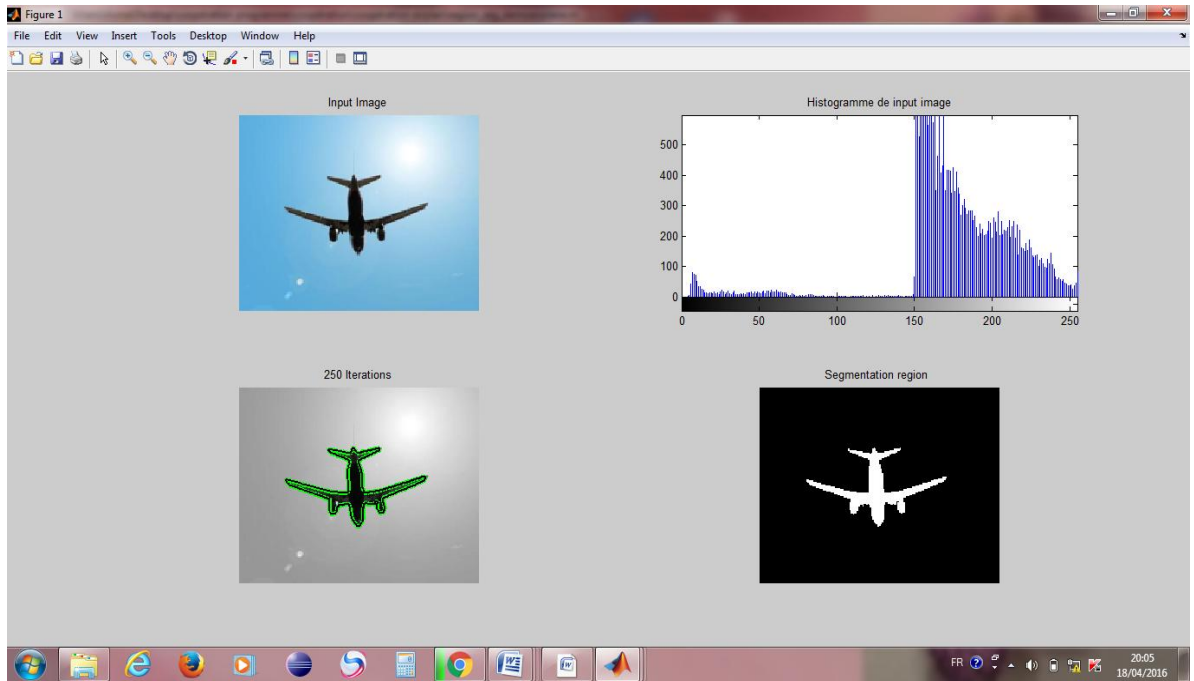 Figure 1
File Edit View Insert Tools Desktop Window Help
Input Image
Histogramme de input image
500
400
300
200
100
0
0 50 100 150 200 250
250 Iterations
Segmentation region
FR
20:05
18/04/2016